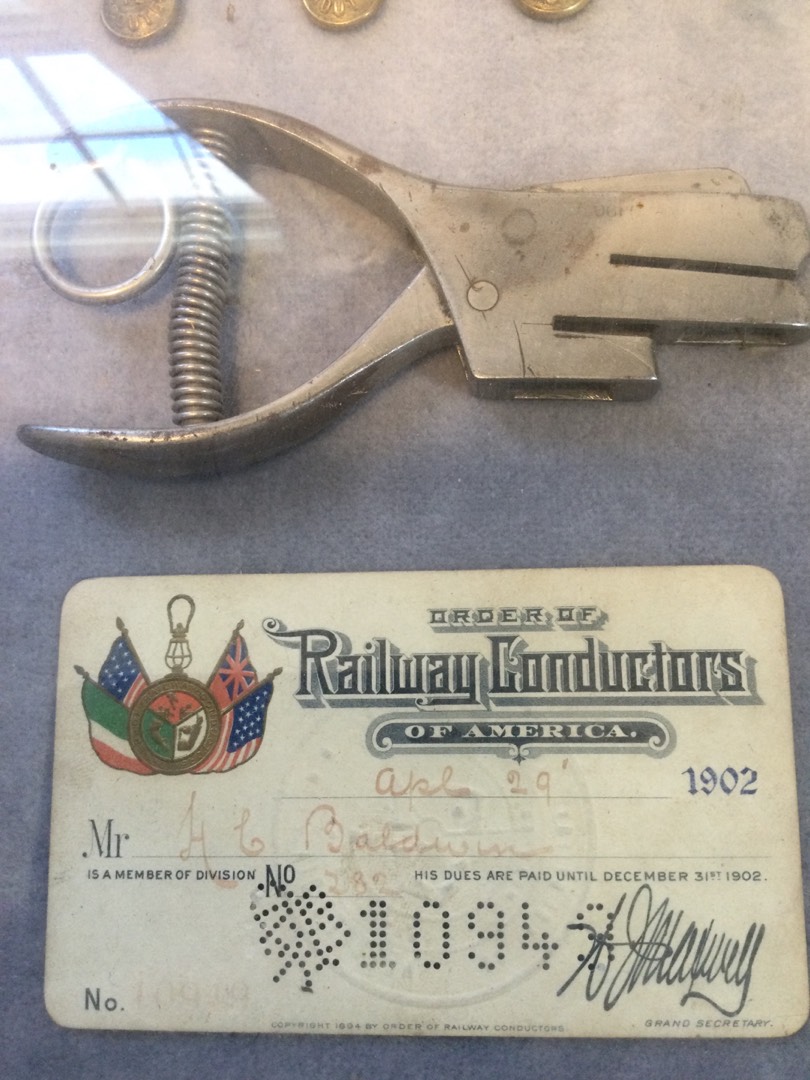 ORDER OF
Railway Conductors
OF AMERICA.
Apl 29 1902
Mr H C Baldwin
IS A MEMBER OF DIVISION No 282 HIS DUES ARE PAID UNTIL DECEMBER 31ST 1902.
1094
No.
COPYRIGHT 1894 BY ORDER OF RAILWAY CONDUCTORS
GRAND SECRETARY.